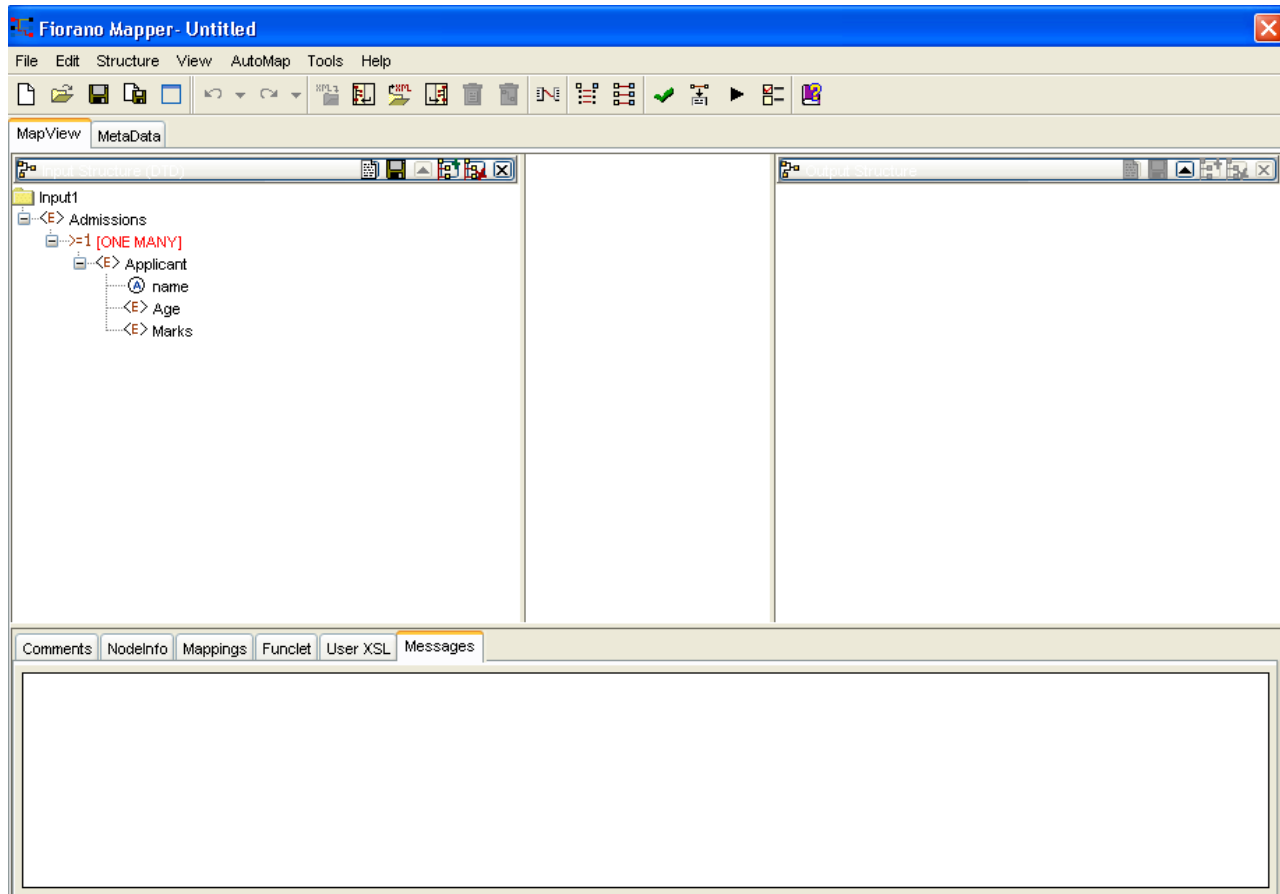 Fiorano Mapper- Untitled
File Edit Structure View AutoMap Tools Help
MapView MetaData
Input Structure (DTD) Output Structure
Input1
<E> Admissions
>=1 [ONE MANY]
<E> Applicant
A name
<E> Age
<E> Marks
Comments NodeInfo Mappings Funclet User XSL Messages